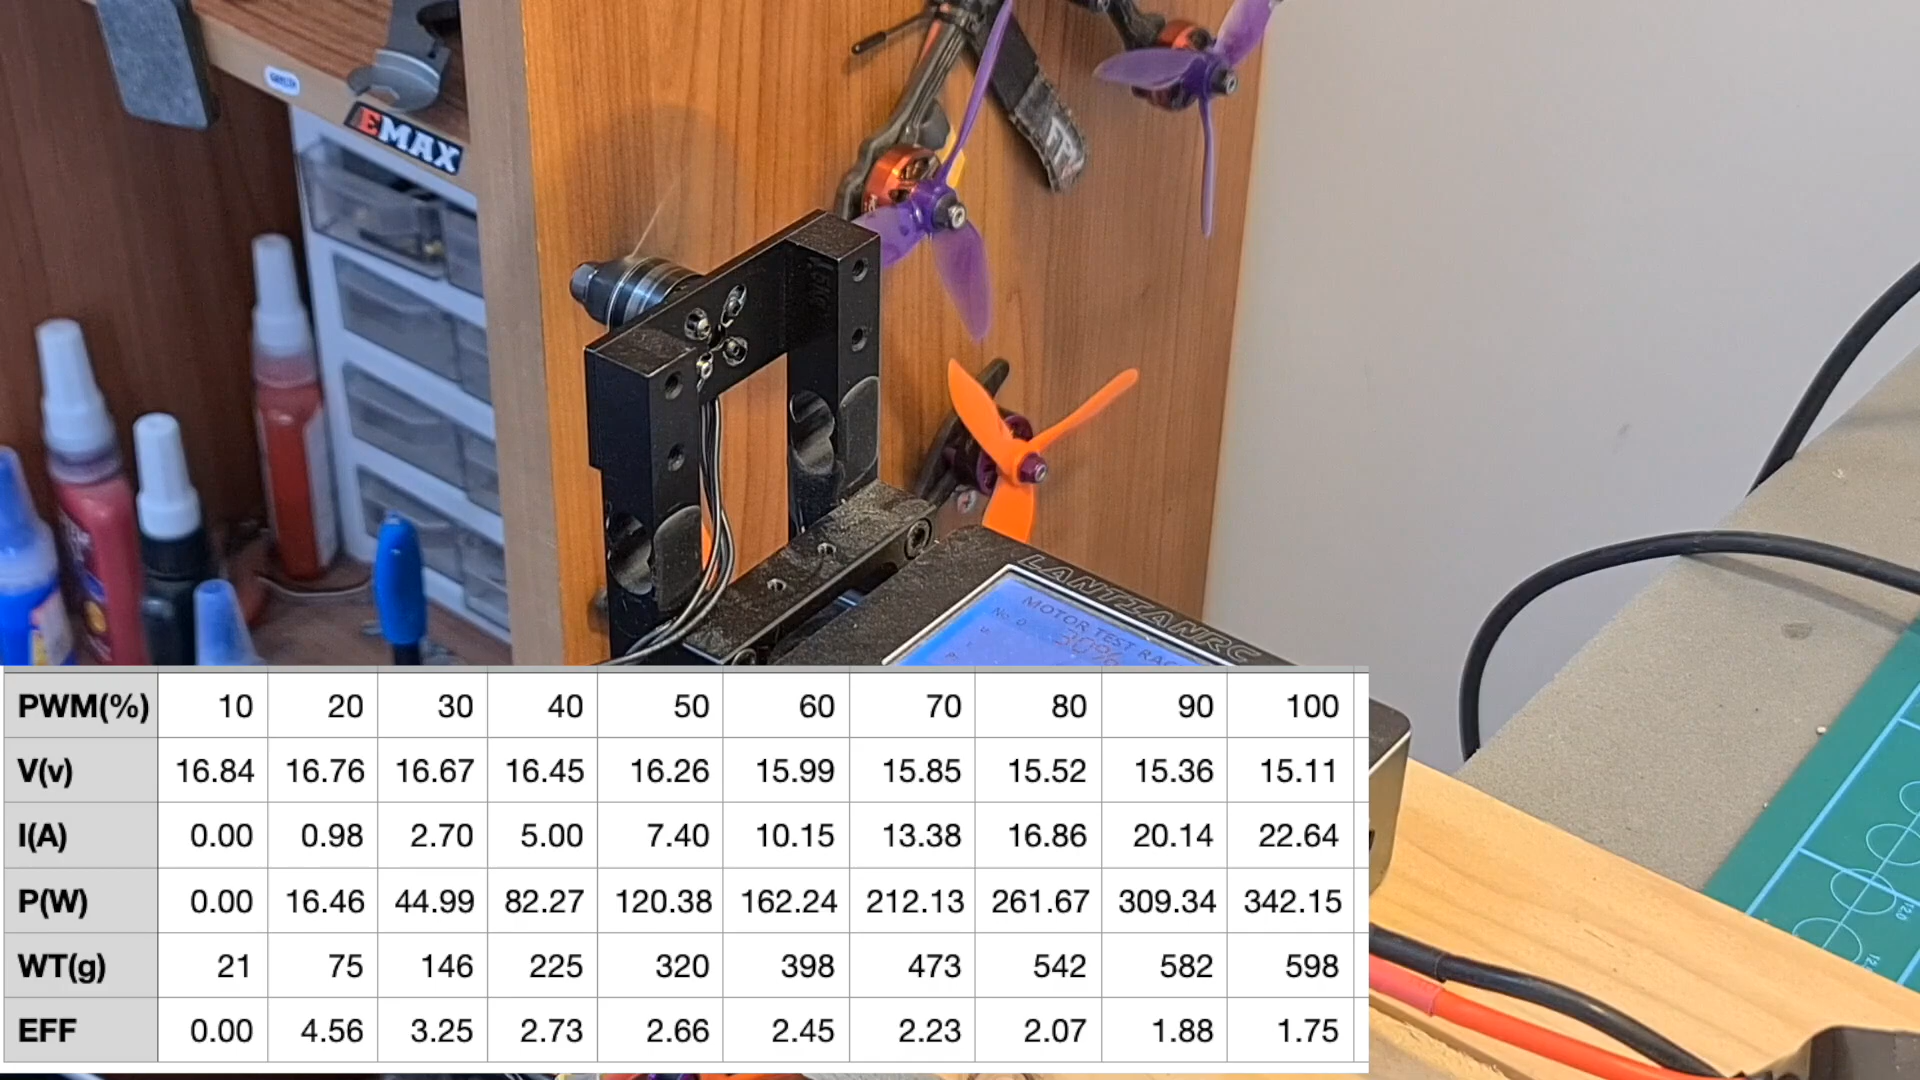 EMAX
LANTIANRC
MOTOR TEST RAC
No. 0
30%
PWM(%) 10 20 30 40 50 60 70 80 90 100
V(v) 16.84 16.76 16.67 16.45 16.26 15.99 15.85 15.52 15.36 15.11
I(A) 0.00 0.98 2.70 5.00 7.40 10.15 13.38 16.86 20.14 22.64
P(W) 0.00 16.46 44.99 82.27 120.38 162.24 212.13 261.67 309.34 342.15
WT(g) 21 75 146 225 320 398 473 542 582 598
EFF 0.00 4.56 3.25 2.73 2.66 2.45 2.23 2.07 1.88 1.75